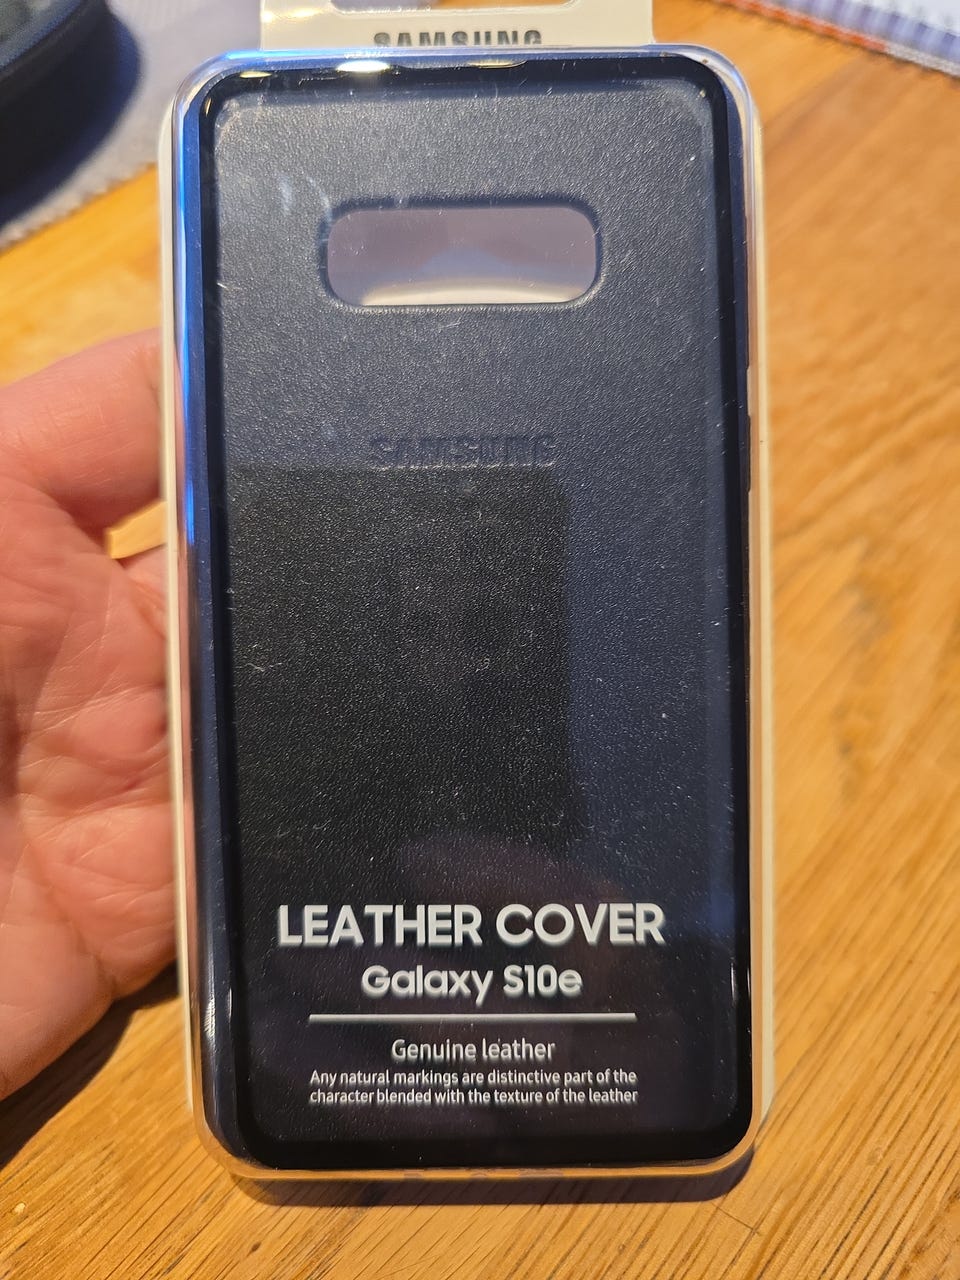 SAMSUNG
SAMSUNG
LEATHER COVER
Galaxy S10e
Genuine leather
Any natural markings are distinctive part of the
character blended with the texture of the leather